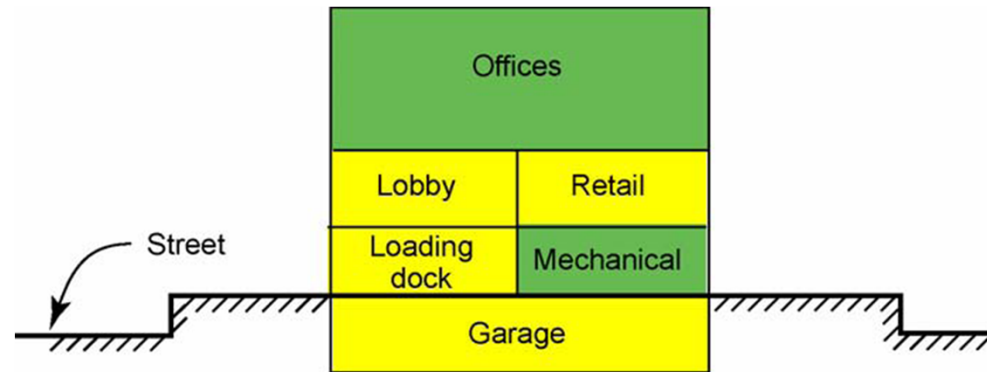 Offices
Lobby
Retail
Street
Loading
dock
Mechanical
Garage